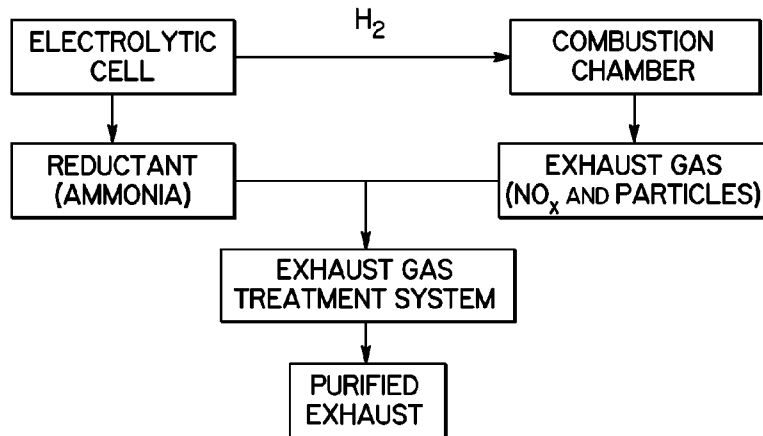 H₂
ELECTROLYTIC
CELL
COMBUSTION
CHAMBER
REDUCTANT
(AMMONIA)
EXHAUST GAS
(NOₓ AND PARTICLES)
EXHAUST GAS
TREATMENT SYSTEM
PURIFIED
EXHAUST